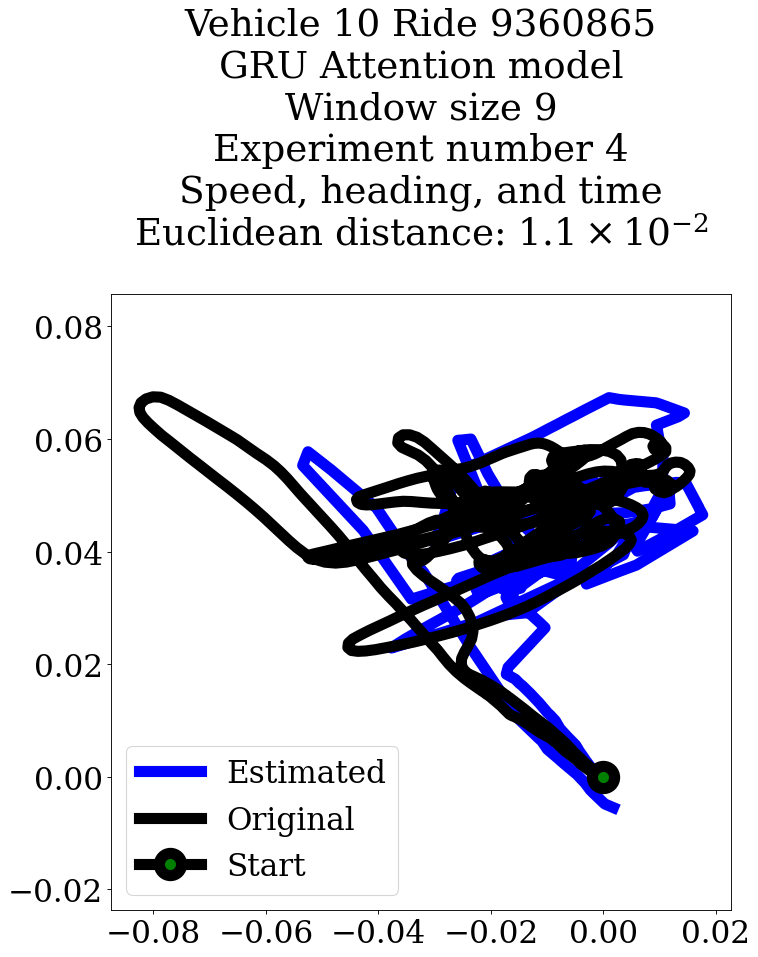 Vehicle 10 Ride 9360865
GRU Attention model
Window size 9
Experiment number 4
Speed, heading, and time
Euclidean distance: 1.1 × 10⁻²
0.08
0.06
0.04
0.02
0.00
−0.02
Estimated
Original
Start
−0.08 −0.06 −0.04 −0.02 0.00 0.02